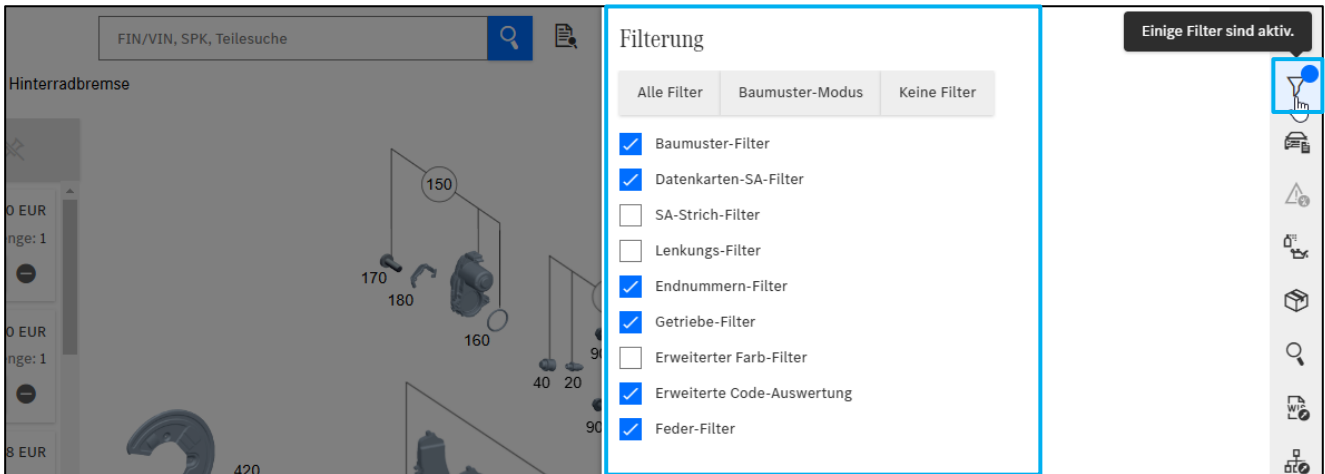 FIN/VIN, SPK, Teilesuche
Hinterradbremse
0 EUR
nge: 1
0 EUR
nge: 1
8 EUR
150
170
180
160
40 20
90
90
420
Filterung
Alle Filter Baumuster-Modus Keine Filter
Baumuster-Filter
Datenkarten-SA-Filter
SA-Strich-Filter
Lenkungs-Filter
Endnummern-Filter
Getriebe-Filter
Erweiterter Farb-Filter
Erweiterte Code-Auswertung
Feder-Filter
Einige Filter sind aktiv.
WIS